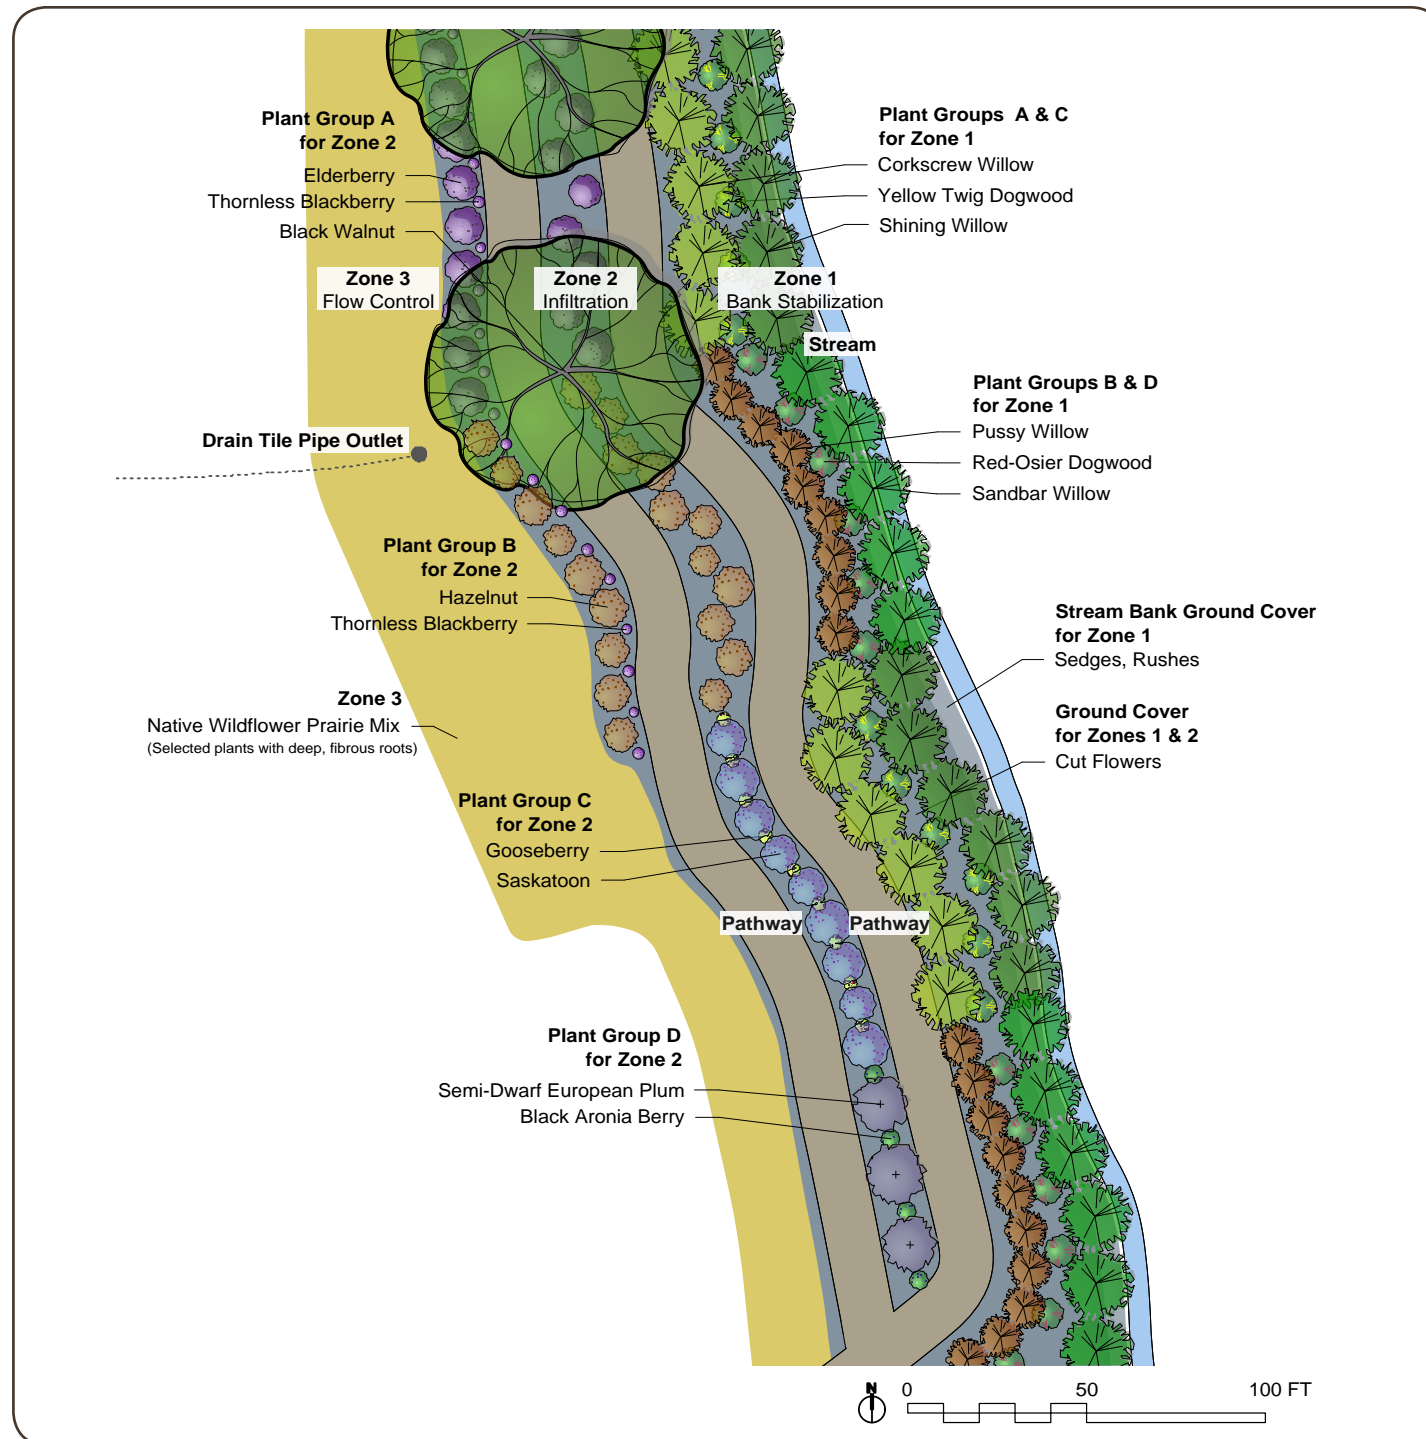 Plant Group A
for Zone 2
Elderberry
Thornless Blackberry
Black Walnut
Plant Groups A & C
for Zone 1
Corkscrew Willow
Yellow Twig Dogwood
Shining Willow
Zone 3
Flow Control
Zone 2
Infiltration
Zone 1
Bank Stabilization
Stream
Plant Groups B & D
for Zone 1
Pussy Willow
Red-Osier Dogwood
Sandbar Willow
Drain Tile Pipe Outlet
Plant Group B
for Zone 2
Hazelnut
Thornless Blackberry
Stream Bank Ground Cover
for Zone 1
Sedges, Rushes
Zone 3
Native Wildflower Prairie Mix
(Selected plants with deep, fibrous roots)
Ground Cover
for Zones 1 & 2
Cut Flowers
Plant Group C
for Zone 2
Gooseberry
Saskatoon
Pathway
Pathway
Plant Group D
for Zone 2
Semi-Dwarf European Plum
Black Aronia Berry
N
0 50 100 FT